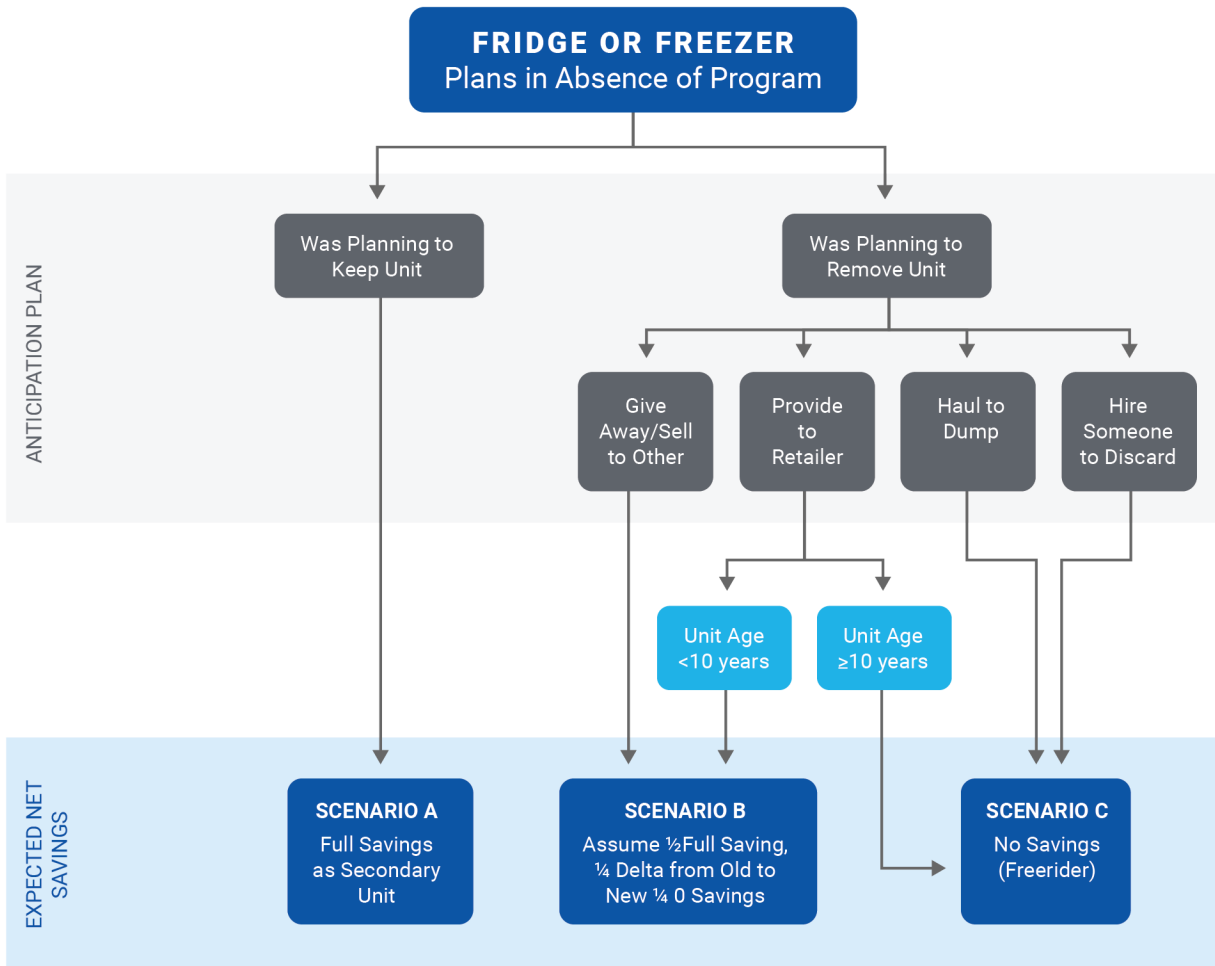 FRIDGE OR FREEZER
Plans in Absence of Program
ANTICIPATION PLAN
Was Planning to
Keep Unit
Was Planning to
Remove Unit
Give
Away/Sell
to Other
Provide
to
Retailer
Haul to
Dump
Hire
Someone
to Discard
Unit Age
<10 years
Unit Age
≥10 years
EXPECTED NET
SAVINGS
SCENARIO A
Full Savings
as Secondary
Unit
SCENARIO B
Assume ½Full Saving,
¼ Delta from Old to
New ¼ 0 Savings
SCENARIO C
No Savings
(Freerider)